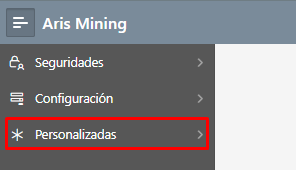 Aris Mining
Seguridades
Configuración
Personalizadas